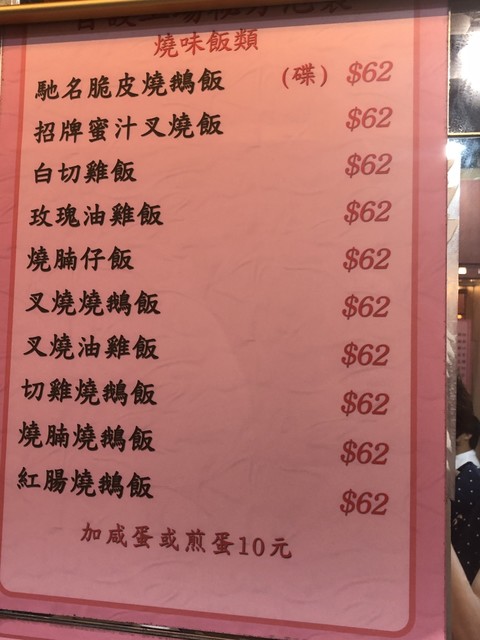 燒味飯類
馳名脆皮燒鵝飯 (碟) $62
招牌蜜汁叉燒飯 $62
白切雞飯 $62
玫瑰油雞飯 $62
燒腩仔飯 $62
叉燒燒鵝飯 $62
叉燒油雞飯 $62
切雞燒鵝飯 $62
燒腩燒鵝飯 $62
紅腸燒鵝飯 $62
加咸蛋或煎蛋10元